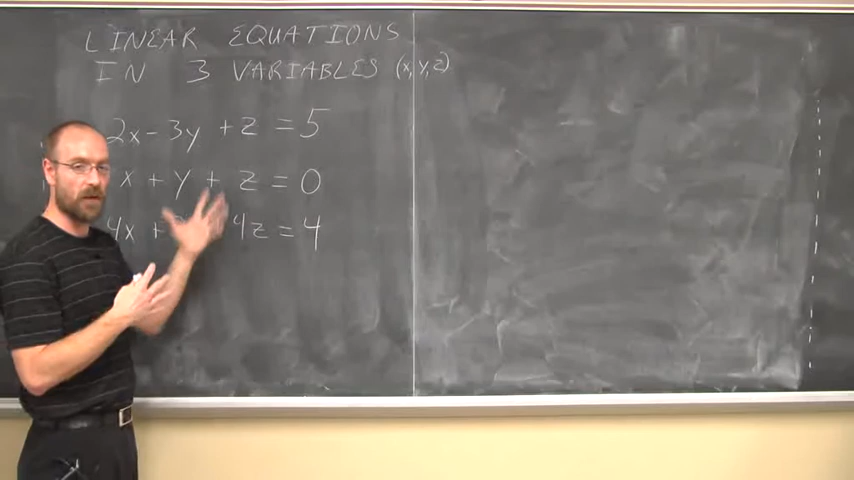 LINEAR EQUATIONS
IN 3 VARIABLES (x,y,z)
2x - 3y + z = 5
x + y + z = 0
4x + 4z = 4